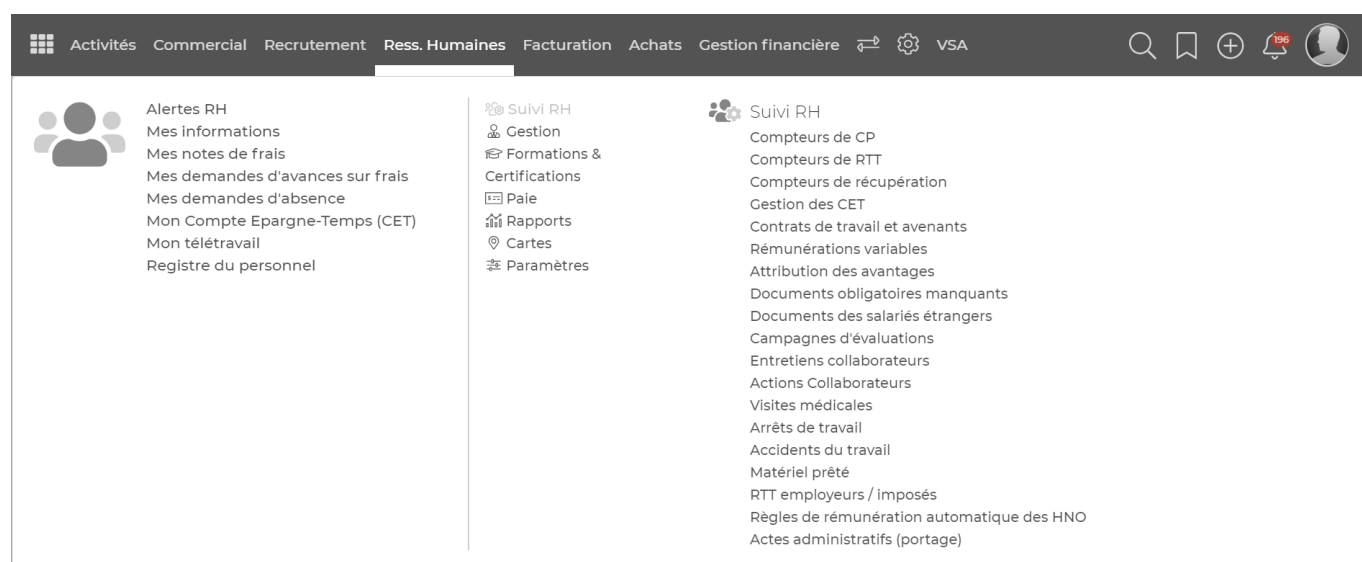 Activités Commercial Recrutement Ress. Humaines Facturation Achats Gestion financière VSA 196
Alertes RH
Mes informations
Mes notes de frais
Mes demandes d'avances sur frais
Mes demandes d'absence
Mon Compte Epargne-Temps (CET)
Mon télétravail
Registre du personnel
Suivi RH
Gestion
Formations &
Certifications
Paie
Rapports
Cartes
Paramètres
Suivi RH
Compteurs de CP
Compteurs de RTT
Compteurs de récupération
Gestion des CET
Contrats de travail et avenants
Rémunérations variables
Attribution des avantages
Documents obligatoires manquants
Documents des salariés étrangers
Campagnes d'évaluations
Entretiens collaborateurs
Actions Collaborateurs
Visites médicales
Arrêts de travail
Accidents du travail
Matériel prêté
RTT employeurs / imposés
Règles de rémunération automatique des HNO
Actes administratifs (portage)